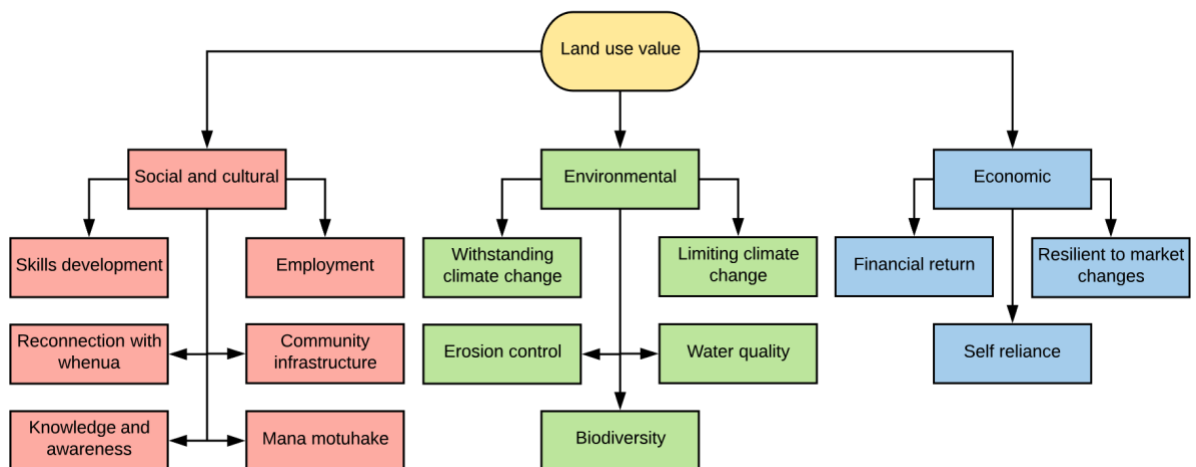 Land use value
Social and cultural
Environmental
Economic
Skills development
Employment
Withstanding
climate change
Limiting climate
change
Financial return
Resilient to market
changes
Reconnection with
whenua
Community
infrastructure
Erosion control
Water quality
Self reliance
Knowledge and
awareness
Mana motuhake
Biodiversity